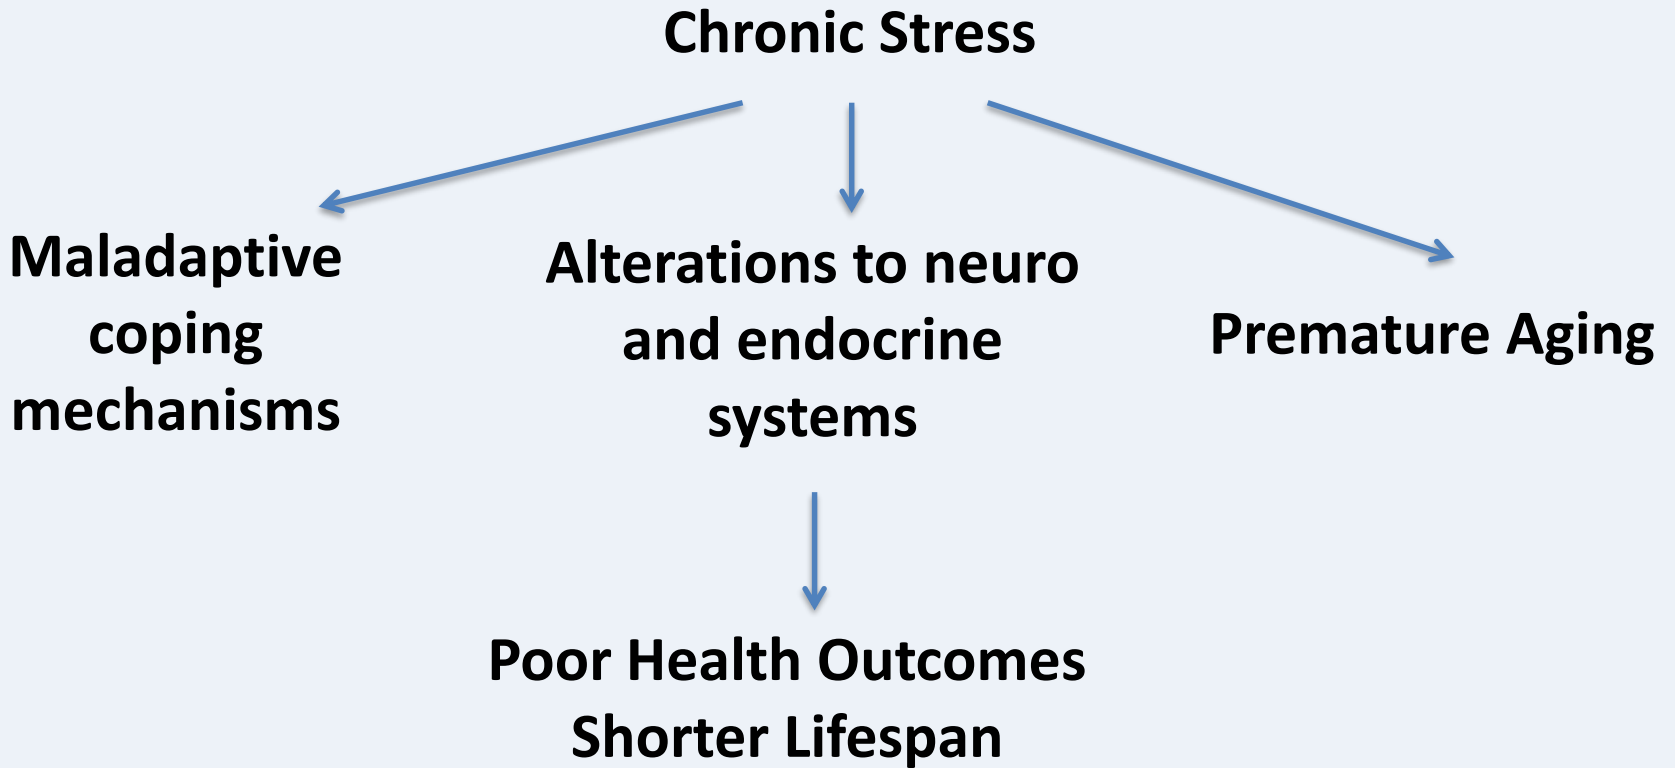 Chronic Stress
Maladaptive
coping
mechanisms
Alterations to neuro
and endocrine
systems
Premature Aging
Poor Health Outcomes
Shorter Lifespan